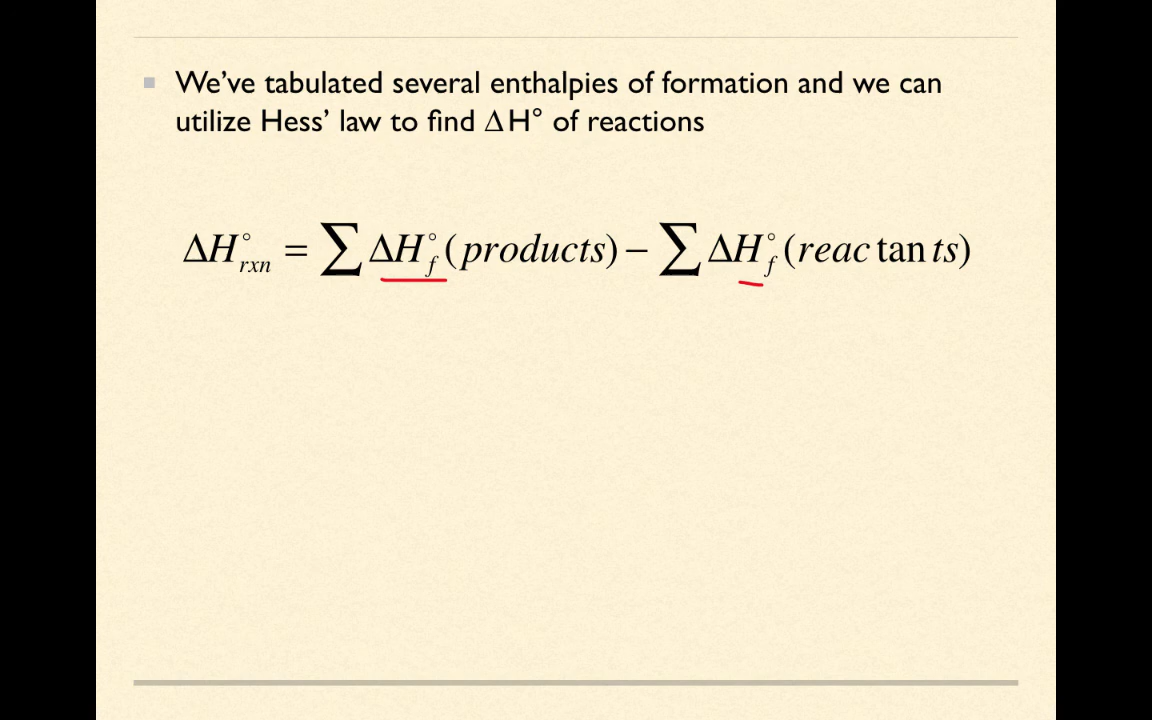 We’ve tabulated several enthalpies of formation and we can
utilize Hess’ law to find ΔH° of reactions
ΔH°rxn = ∑ΔH°f(products) − ∑ΔH°f(reac tan ts)